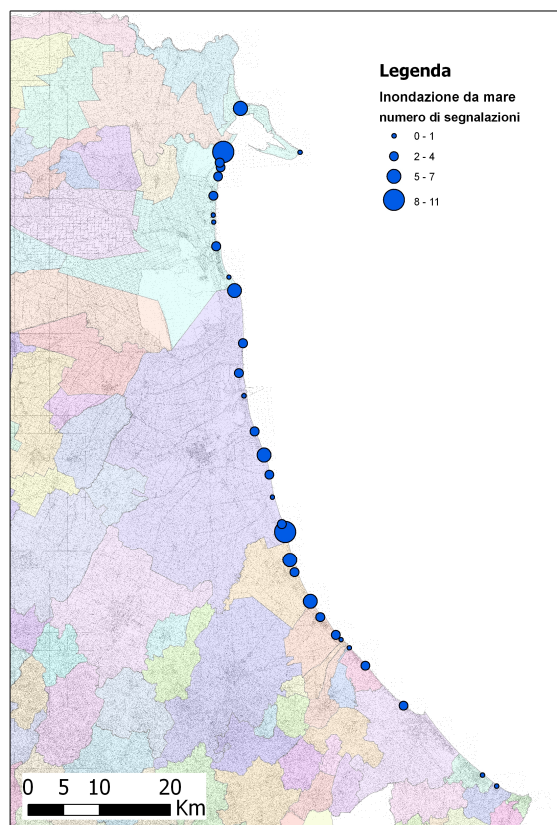 Legenda
Inondazione da mare
numero di segnalazioni
0 - 1
2 - 4
5 - 7
8 - 11
0 5 10 20
Km